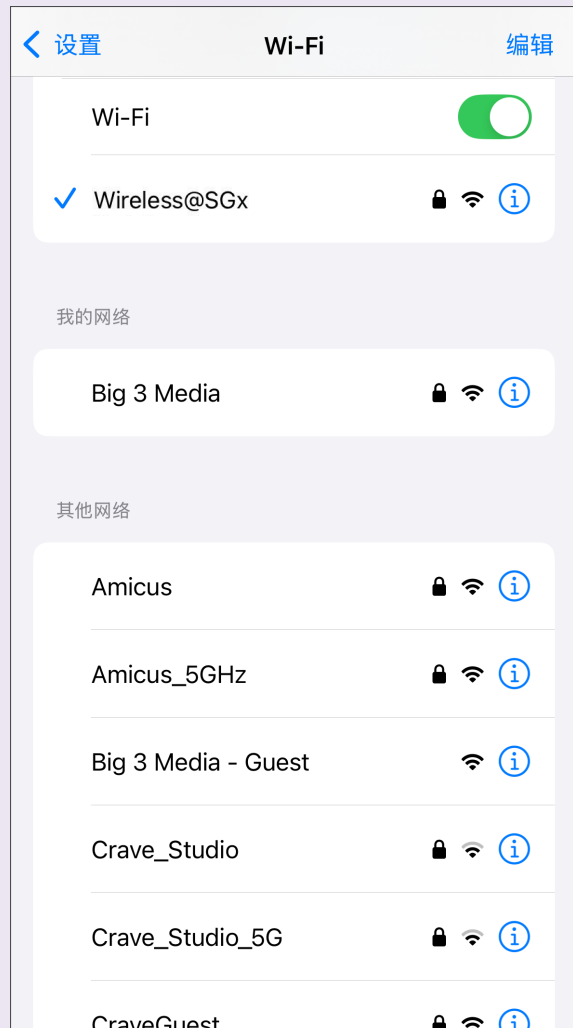 设置 Wi-Fi 编辑
Wi-Fi
Wireless@SGx
我的网络
Big 3 Media
其他网络
Amicus
Amicus_5GHz
Big 3 Media - Guest
Crave_Studio
Crave_Studio_5G
CraveGuest